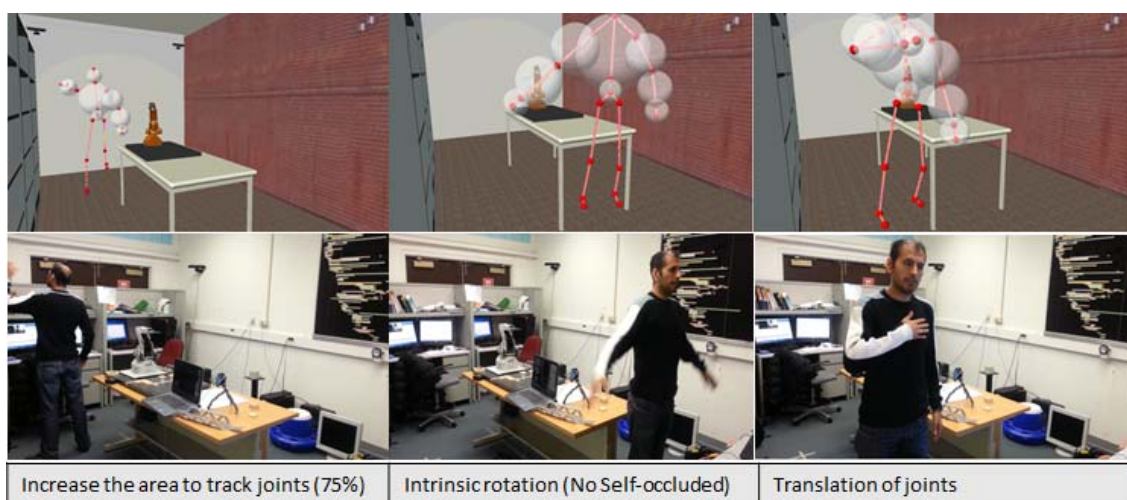 Increase the area to track joints (75%)
Intrinsic rotation (No Self-occluded)
Translation of joints